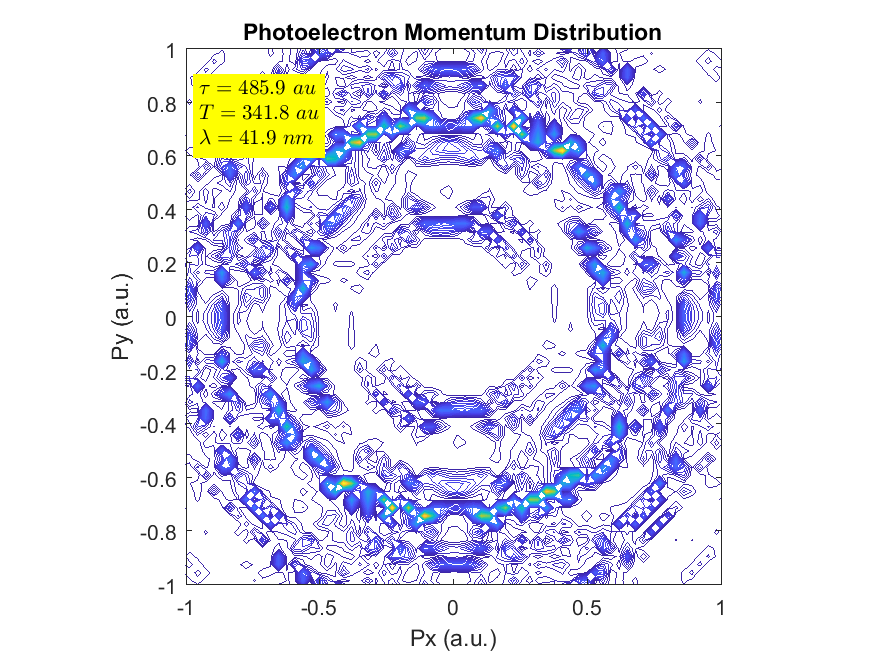 Photoelectron Momentum Distribution
1
0.8
0.6
0.4
0.2
0
-0.2
-0.4
-0.6
-0.8
-1
τ = 485.9 au
T = 341.8 au
λ = 41.9 nm
Py (a.u.)
-1
-0.5
0
0.5
1
Px (a.u.)